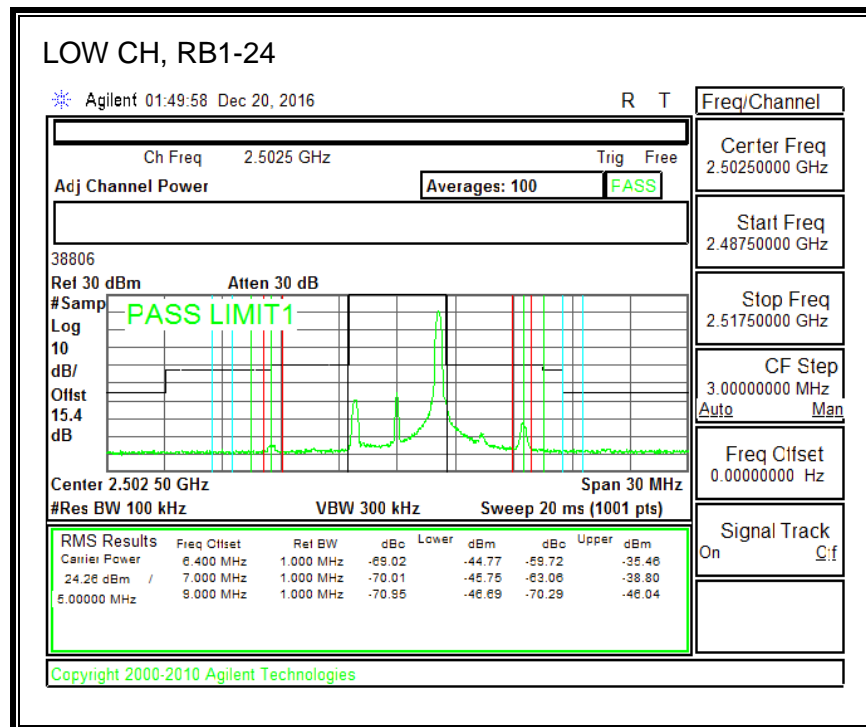 LOW CH, RB1-24
Agilent 01:49:58 Dec 20, 2016 R T
Freq/Channel
Ch Freq 2.5025 GHz Trig Free
Adj Channel Power Averages: 100 PASS
Center Freq
2.50250000 GHz
Start Freq
2.48750000 GHz
38806
Ref 30 dBm Atten 30 dB
#Samp
Log
10
dB/
Offst
15.4
dB
PASS LIMIT1
Stop Freq
2.51750000 GHz
CF Step
3.00000000 MHz
Auto Man
Freq Offset
0.00000000 Hz
Center 2.502 50 GHz Span 30 MHz
#Res BW 100 kHz VBW 300 kHz Sweep 20 ms (1001 pts)
Signal Track
On Off
RMS Results Freq Offset Ref BW dBc Lower dBm dBc Upper dBm
Carrier Power 6.400 MHz 1.000 MHz -69.02 -44.77 -59.72 -35.46
24.26 dBm / 7.000 MHz 1.000 MHz -70.01 -45.75 -63.06 -38.80
5.00000 MHz 9.000 MHz 1.000 MHz -70.95 -46.69 -70.29 -46.04
Copyright 2000-2010 Agilent Technologies